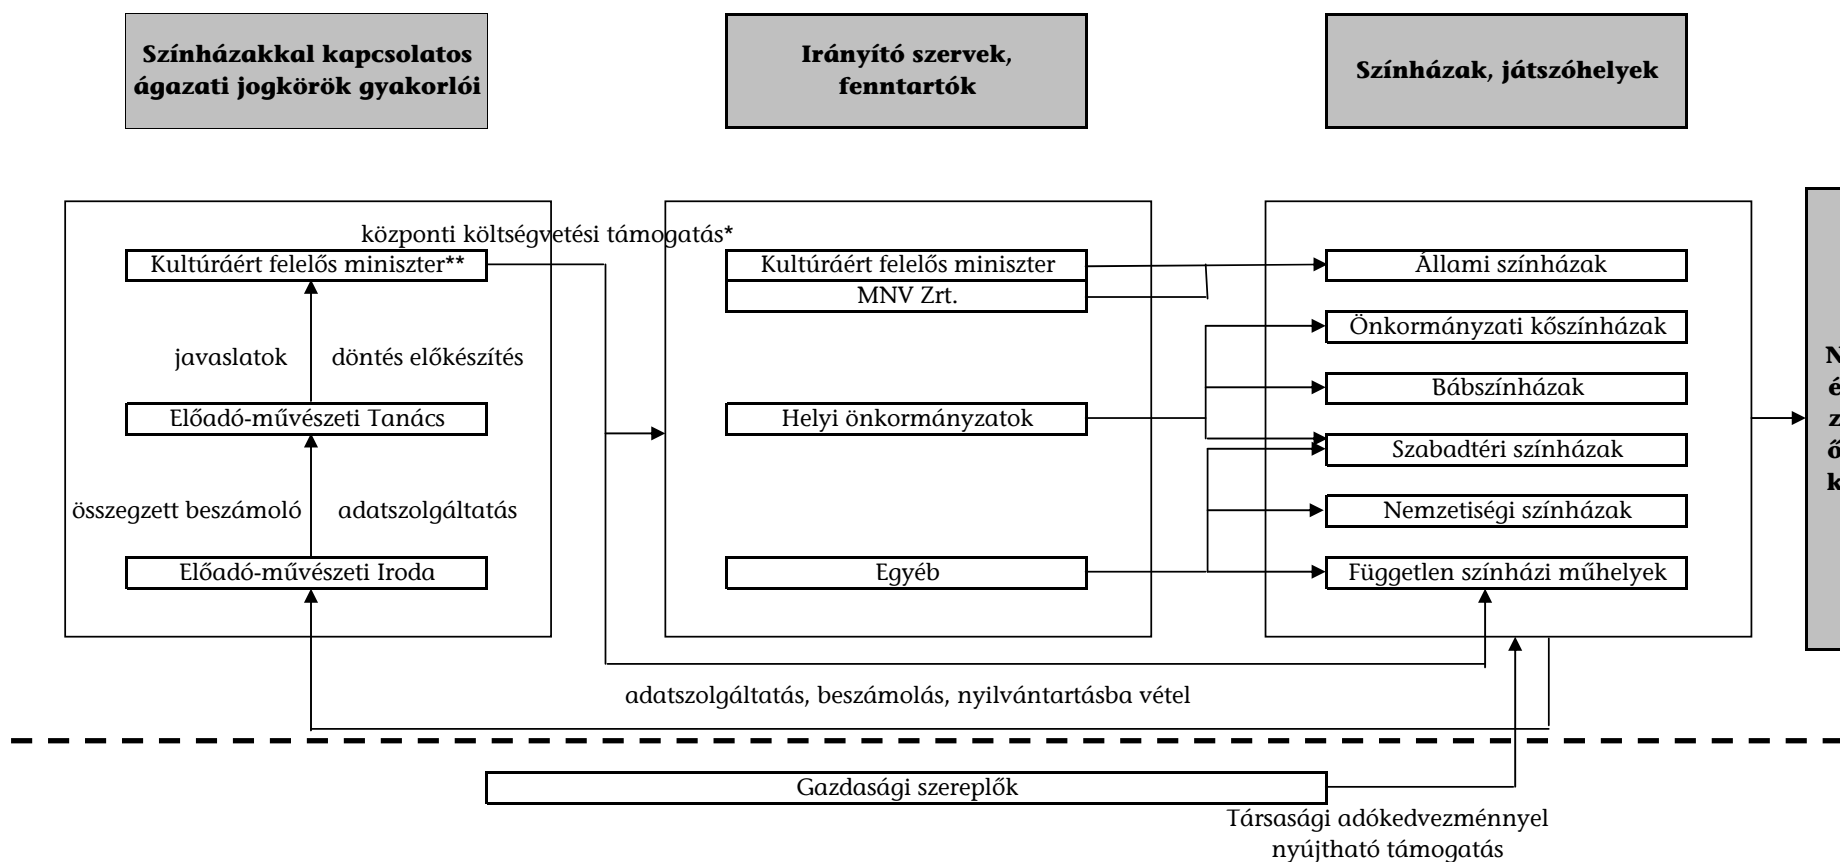 Színházakkal kapcsolatos
ágazati jogkörök gyakorlói
Irányító szervek,
fenntartók
Színházak, játszóhelyek
központi költségvetési támogatás*
Kultúráért felelős miniszter**
javaslatok
döntés előkészítés
Előadó-művészeti Tanács
összegzett beszámoló
adatszolgáltatás
Előadó-művészeti Iroda
Kultúráért felelős miniszter
MNV Zrt.
Helyi önkormányzatok
Egyéb
Állami színházak
Önkormányzati kőszínházak
Bábszínházak
Szabadtéri színházak
Nemzetiségi színházak
Független színházi műhelyek
N
é
z
ő
k
adatszolgáltatás, beszámolás, nyilvántartásba vétel
Gazdasági szereplők
Társasági adókedvezménnyel
nyújtható támogatás